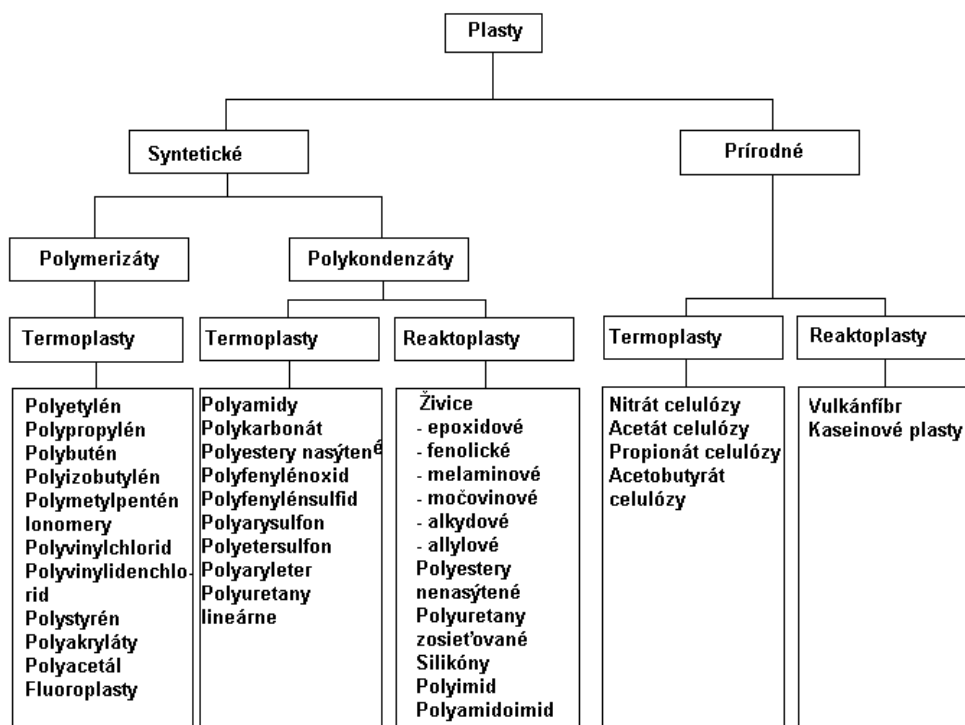 Plasty
Syntetické
Prírodné
Polymerizáty
Polykondenzáty
Termoplasty
Termoplasty
Reaktoplasty
Termoplasty
Reaktoplasty
Polyetylén
Polypropylén
Polybutén
Polyizobutylén
Polymetylpentén
Ionomery
Polyvinylchlorid
Polyvinylidenchlo-
rid
Polystyrén
Polyakryláty
Polyacetál
Fluoroplasty
Polyamidy
Polykarbonát
Polyestery nasýtené
Polyfenylénoxid
Polyfenylénsulfid
Polyarysulfon
Polyetersulfon
Polyaryleter
Polyuretany
lineárne
Živice
- epoxidové
- fenolické
- melaminové
- močovinové
- alkydové
- allylové
Polyestery
nenasýtené
Polyuretany
zosieťované
Silikóny
Polyimid
Polyamidoimid
Nitrát celulózy
Acetát celulózy
Propionát celulózy
Acetobutyrát
celulózy
Vulkánfíbr
Kaseinové plasty